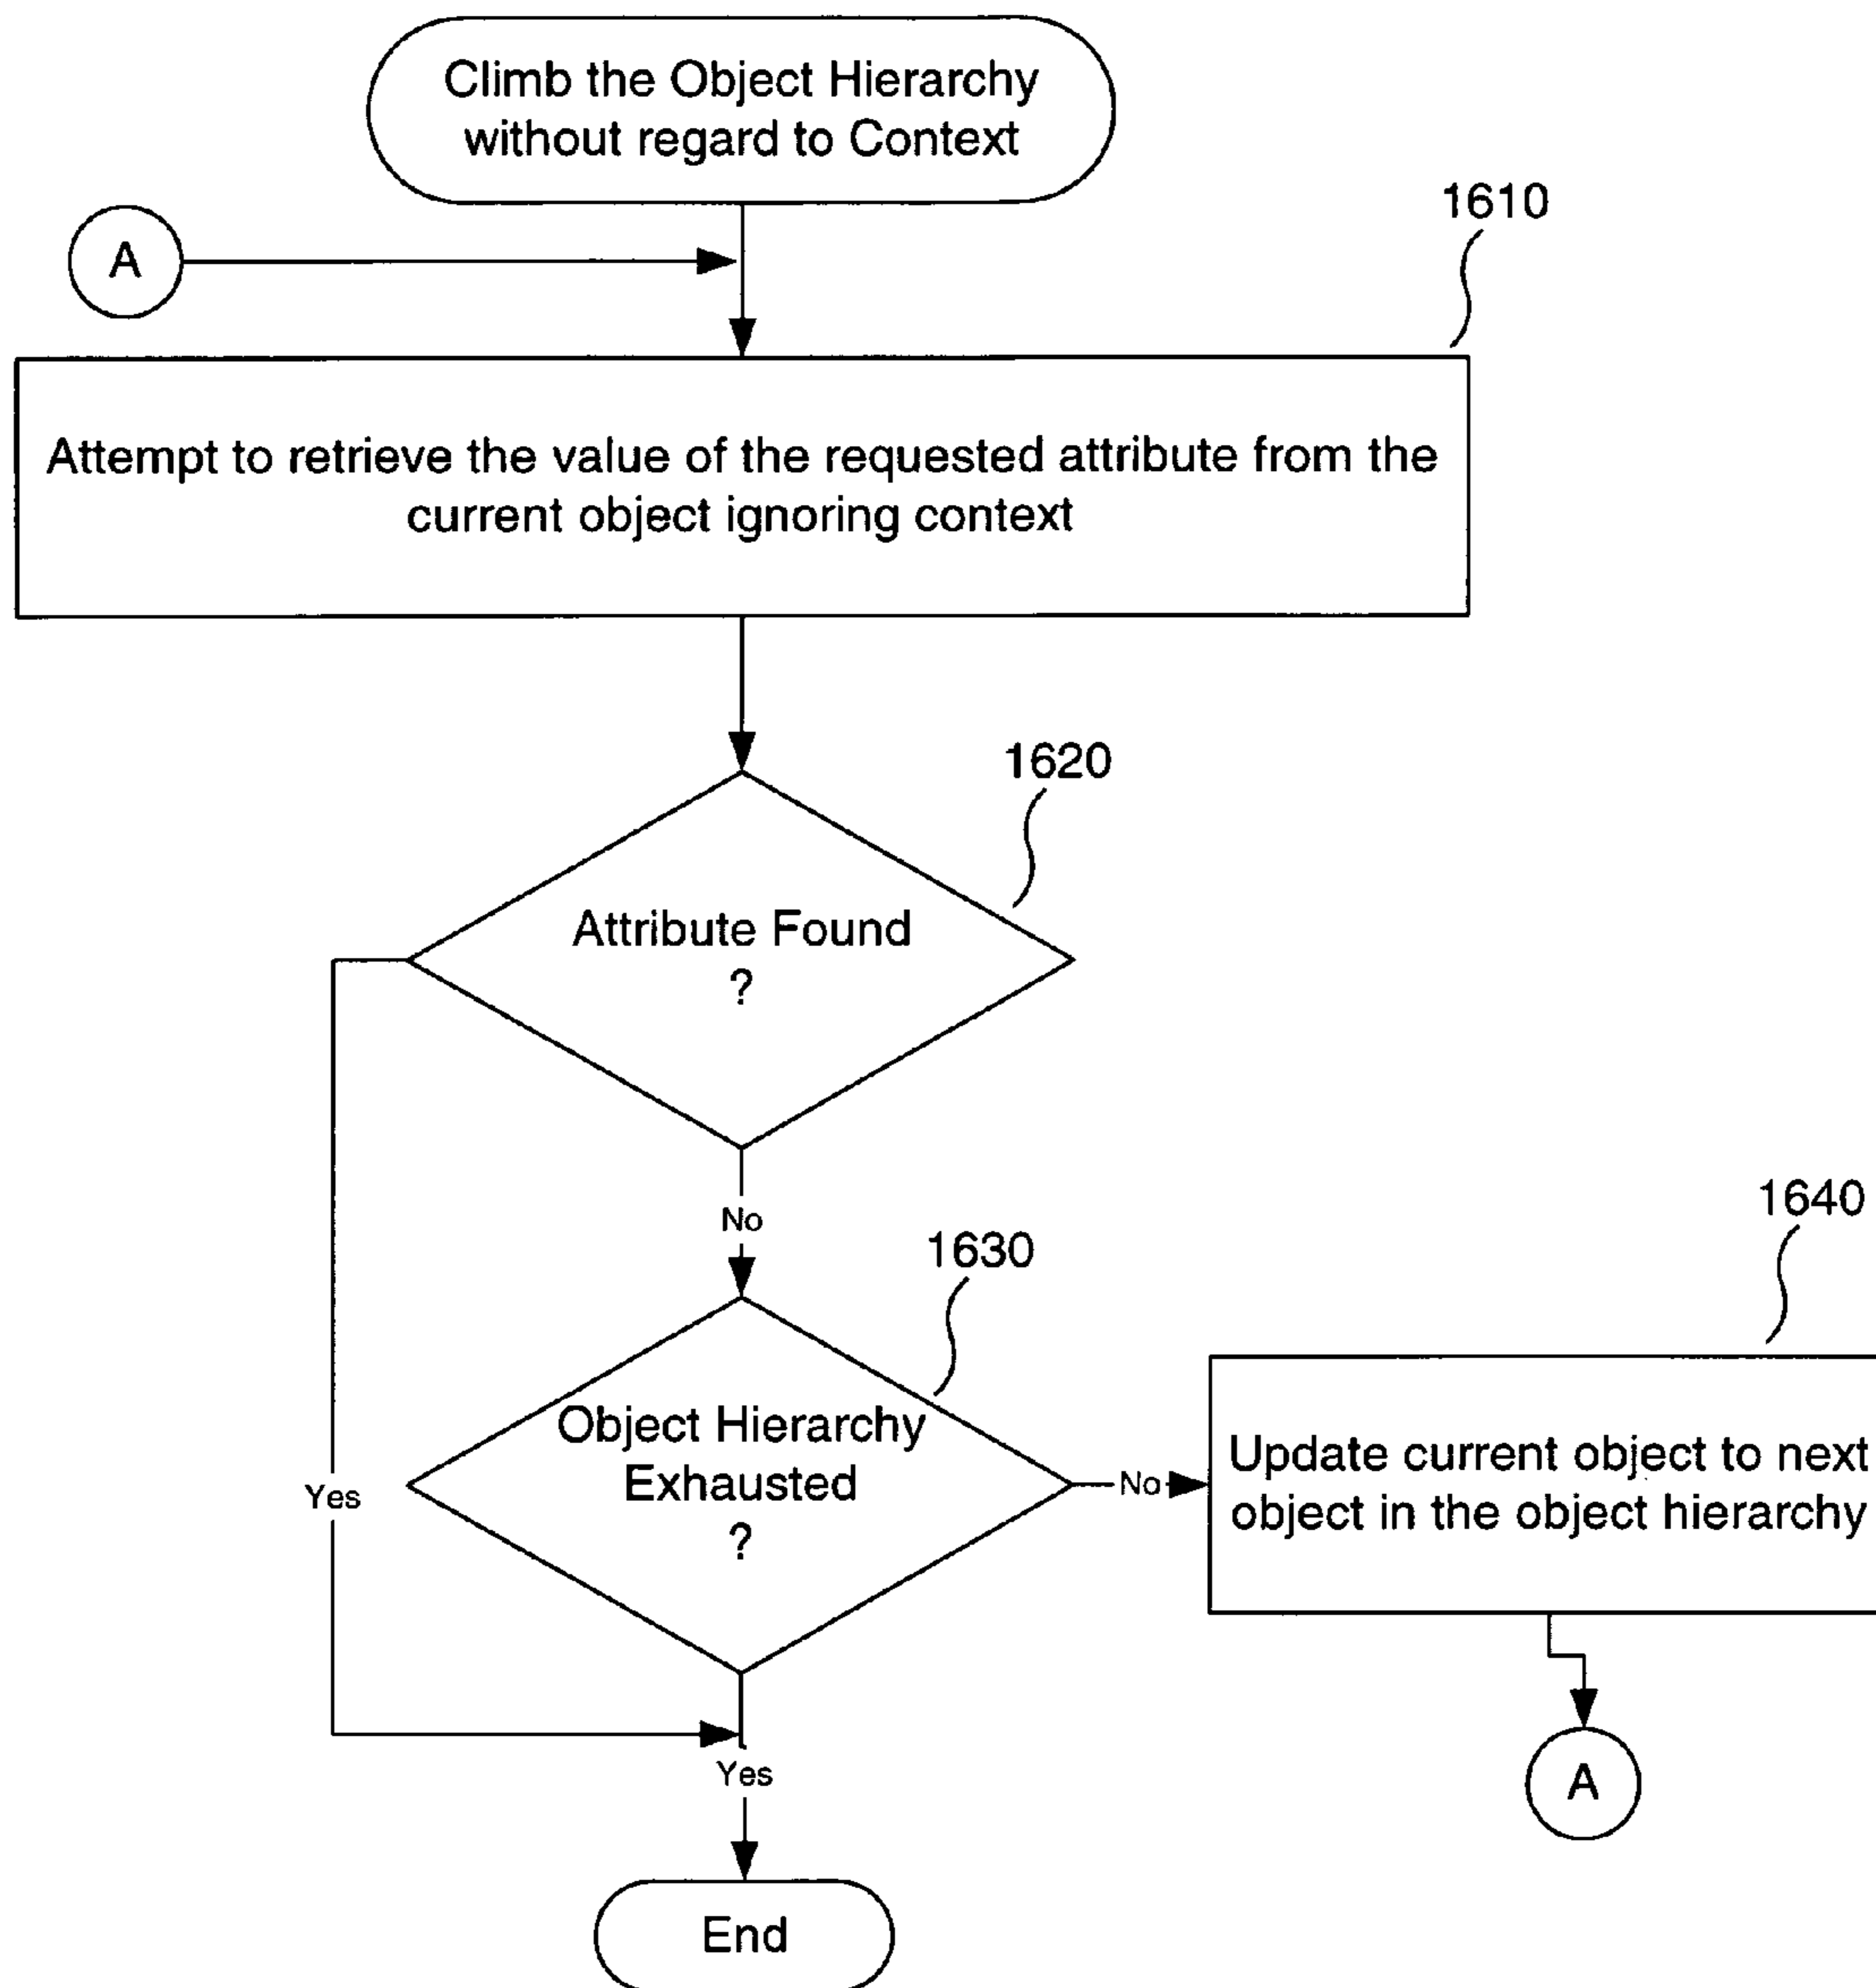 Climb the Object Hierarchy
without regard to Context
A
1610
Attempt to retrieve the value of the requested attribute from the
current object ignoring context
1620
Attribute Found
?
No
1630
1640
Object Hierarchy
Exhausted
?
Yes
No
Update current object to next
object in the object hierarchy
Yes
A
End